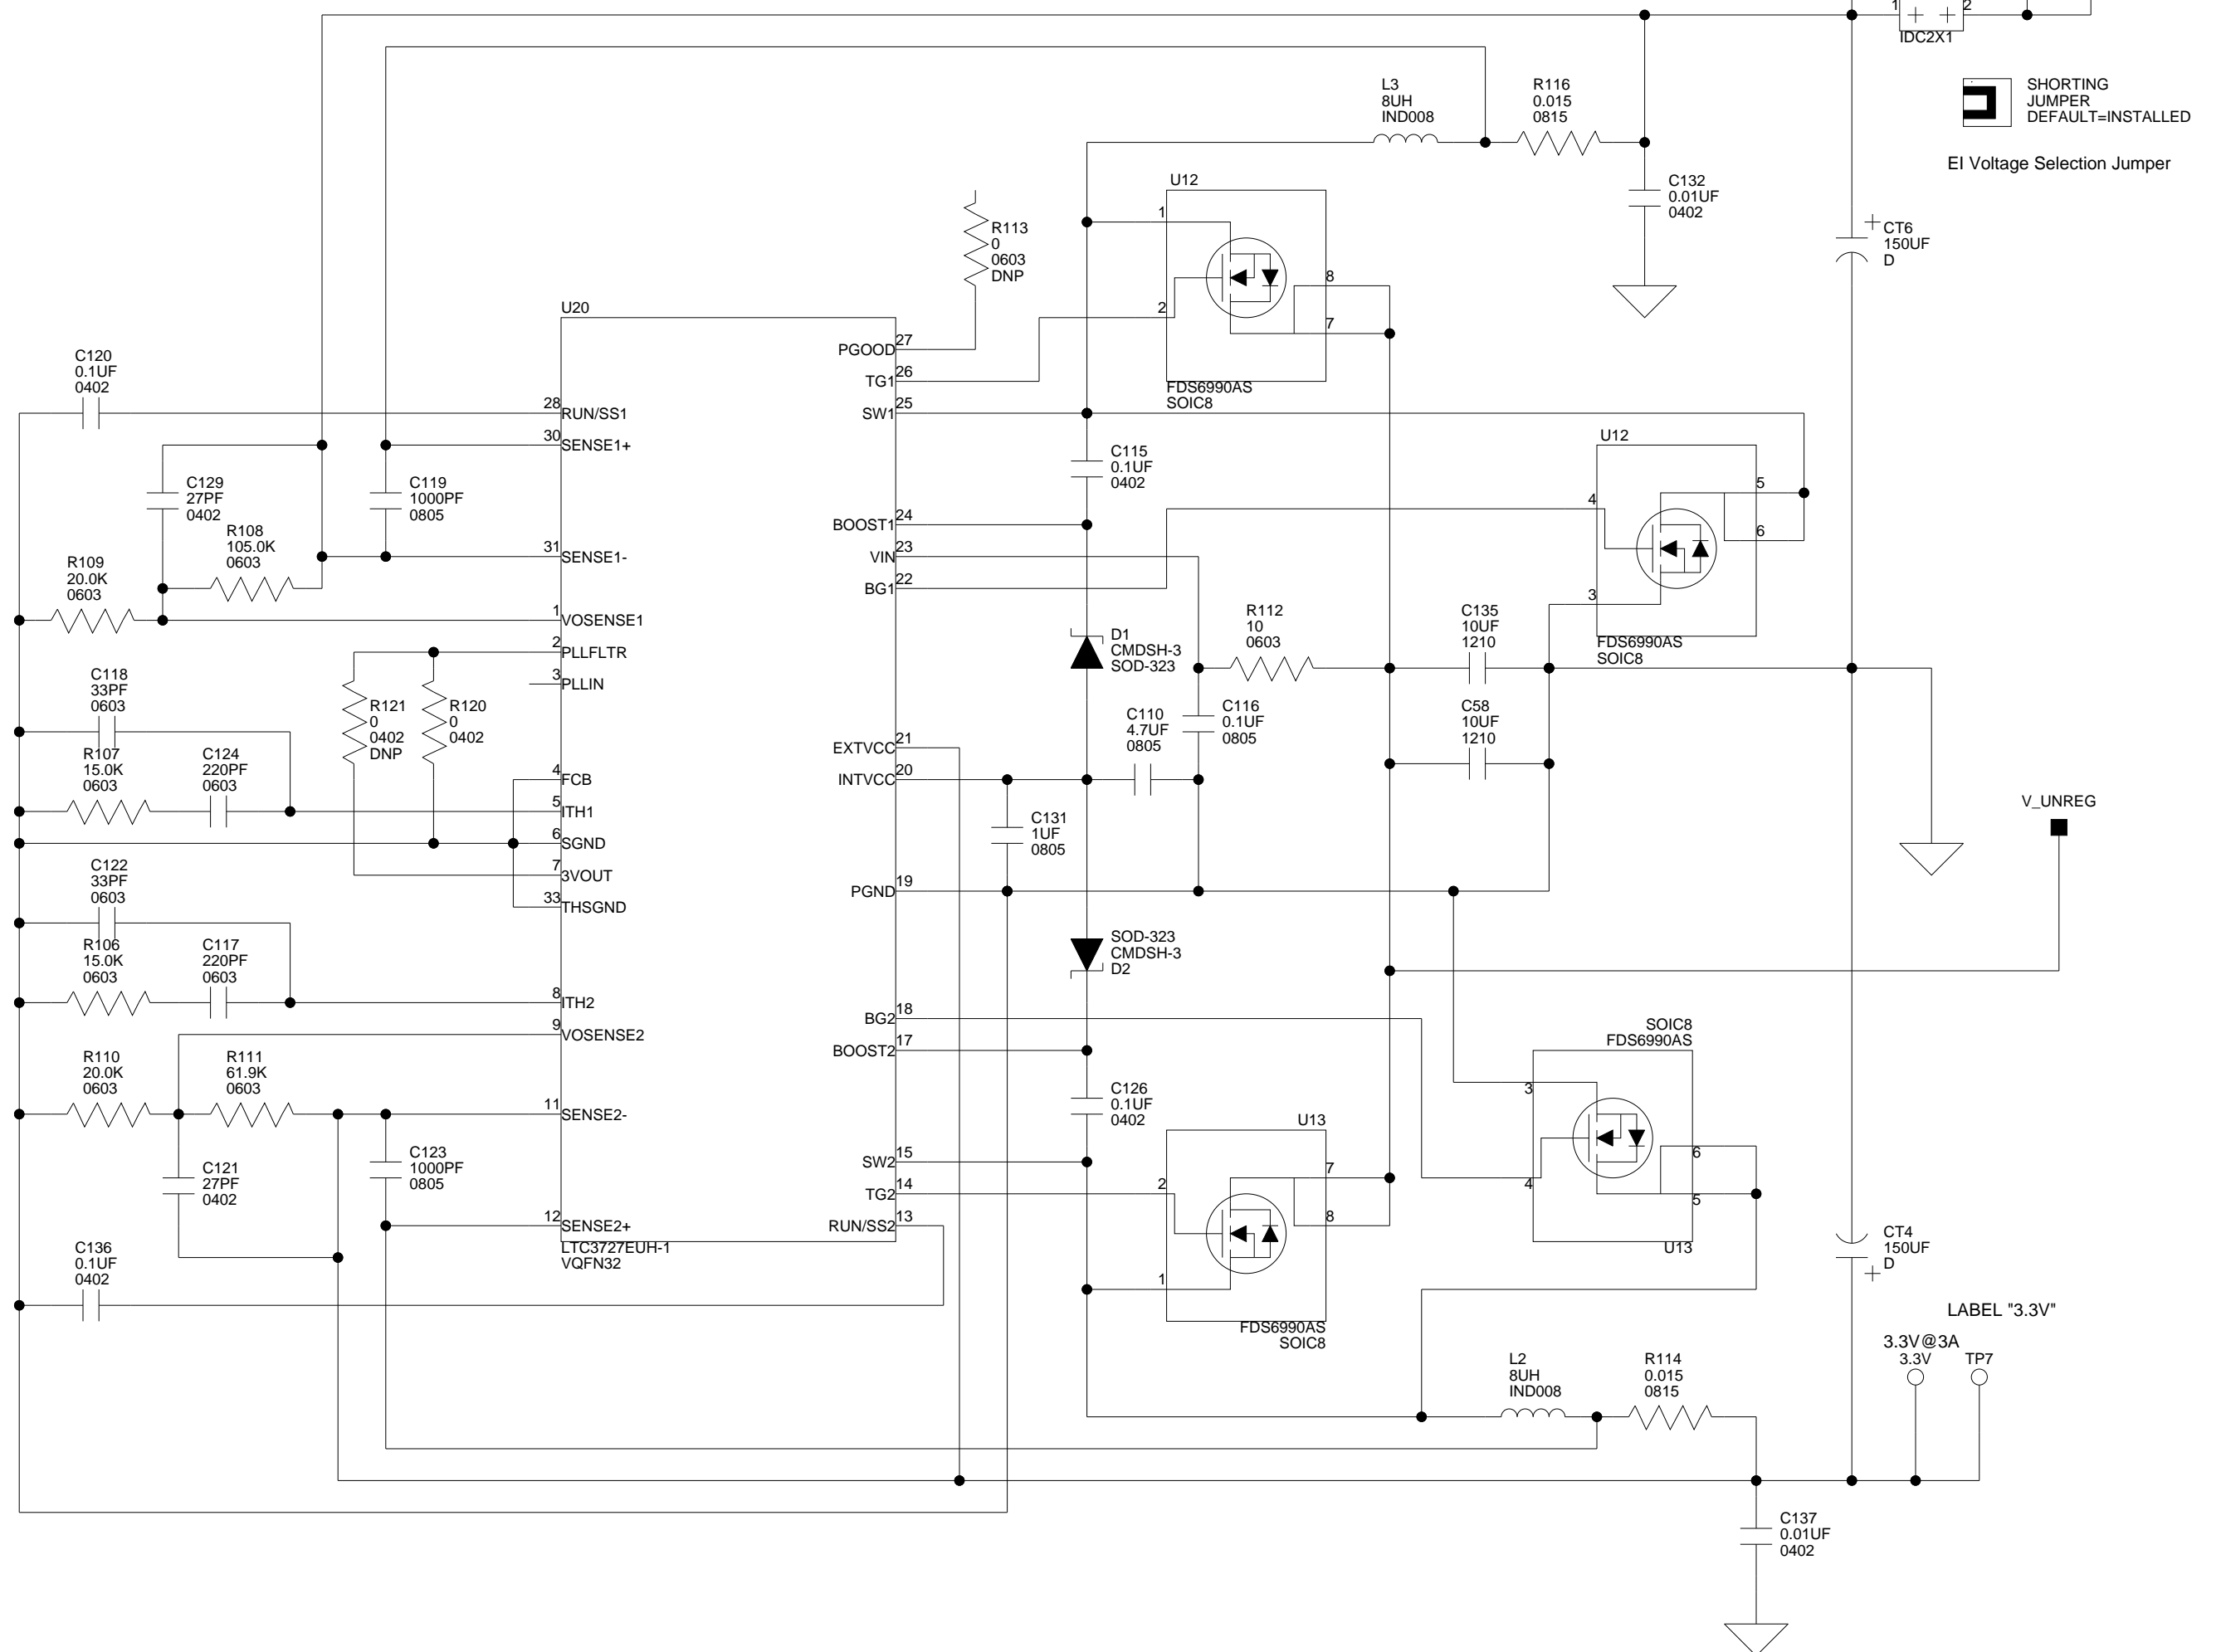 1
2
IDC2X1
SHORTING
JUMPER
DEFAULT=INSTALLED
EI Voltage Selection Jumper
L3
8UH
IND008
R116
0.015
0815
C132
0.01UF
0402
CT6
150UF
D
R113
0
0603
DNP
U12
1
2
8
7
FDS6990AS
SOIC8
U20
C120
0.1UF
0402
C129
27PF
0402
C119
1000PF
0805
R108
105.0K
0603
R109
20.0K
0603
C118
33PF
0603
R107
15.0K
0603
C124
220PF
0603
R121
0
0402
DNP
R120
0
0402
C122
33PF
0603
R106
15.0K
0603
C117
220PF
0603
R110
20.0K
0603
R111
61.9K
0603
C121
27PF
0402
C123
1000PF
0805
C136
0.1UF
0402
28 RUN/SS1
30 SENSE1+
31 SENSE1-
1 VOSENSE1
2 PLLFLTR
3 PLLIN
4 FCB
5 ITH1
6 SGND
7 3VOUT
33 THSGND
8 ITH2
9 VOSENSE2
11 SENSE2-
12 SENSE2+
LTC3727EUH-1
VQFN32
PGOOD 27
TG1 26
SW1 25
BOOST1 24
VIN 23
BG1 22
EXTVCC 21
INTVCC 20
PGND 19
BG2 18
BOOST2 17
SW2 15
TG2 14
RUN/SS2 13
C115
0.1UF
0402
D1
CMDSH-3
SOD-323
R112
10
0603
C110
4.7UF
0805
C116
0.1UF
0805
C131
1UF
0805
SOD-323
CMDSH-3
D2
C126
0.1UF
0402
U12
4
5
6
3
FDS6990AS
SOIC8
C135
10UF
1210
C58
10UF
1210
V_UNREG
SOIC8
FDS6990AS
3
4
6
5
U13
U13
2
1
7
8
FDS6990AS
SOIC8
CT4
150UF
D
LABEL "3.3V"
3.3V@3A
3.3V
TP7
L2
8UH
IND008
R114
0.015
0815
C137
0.01UF
0402